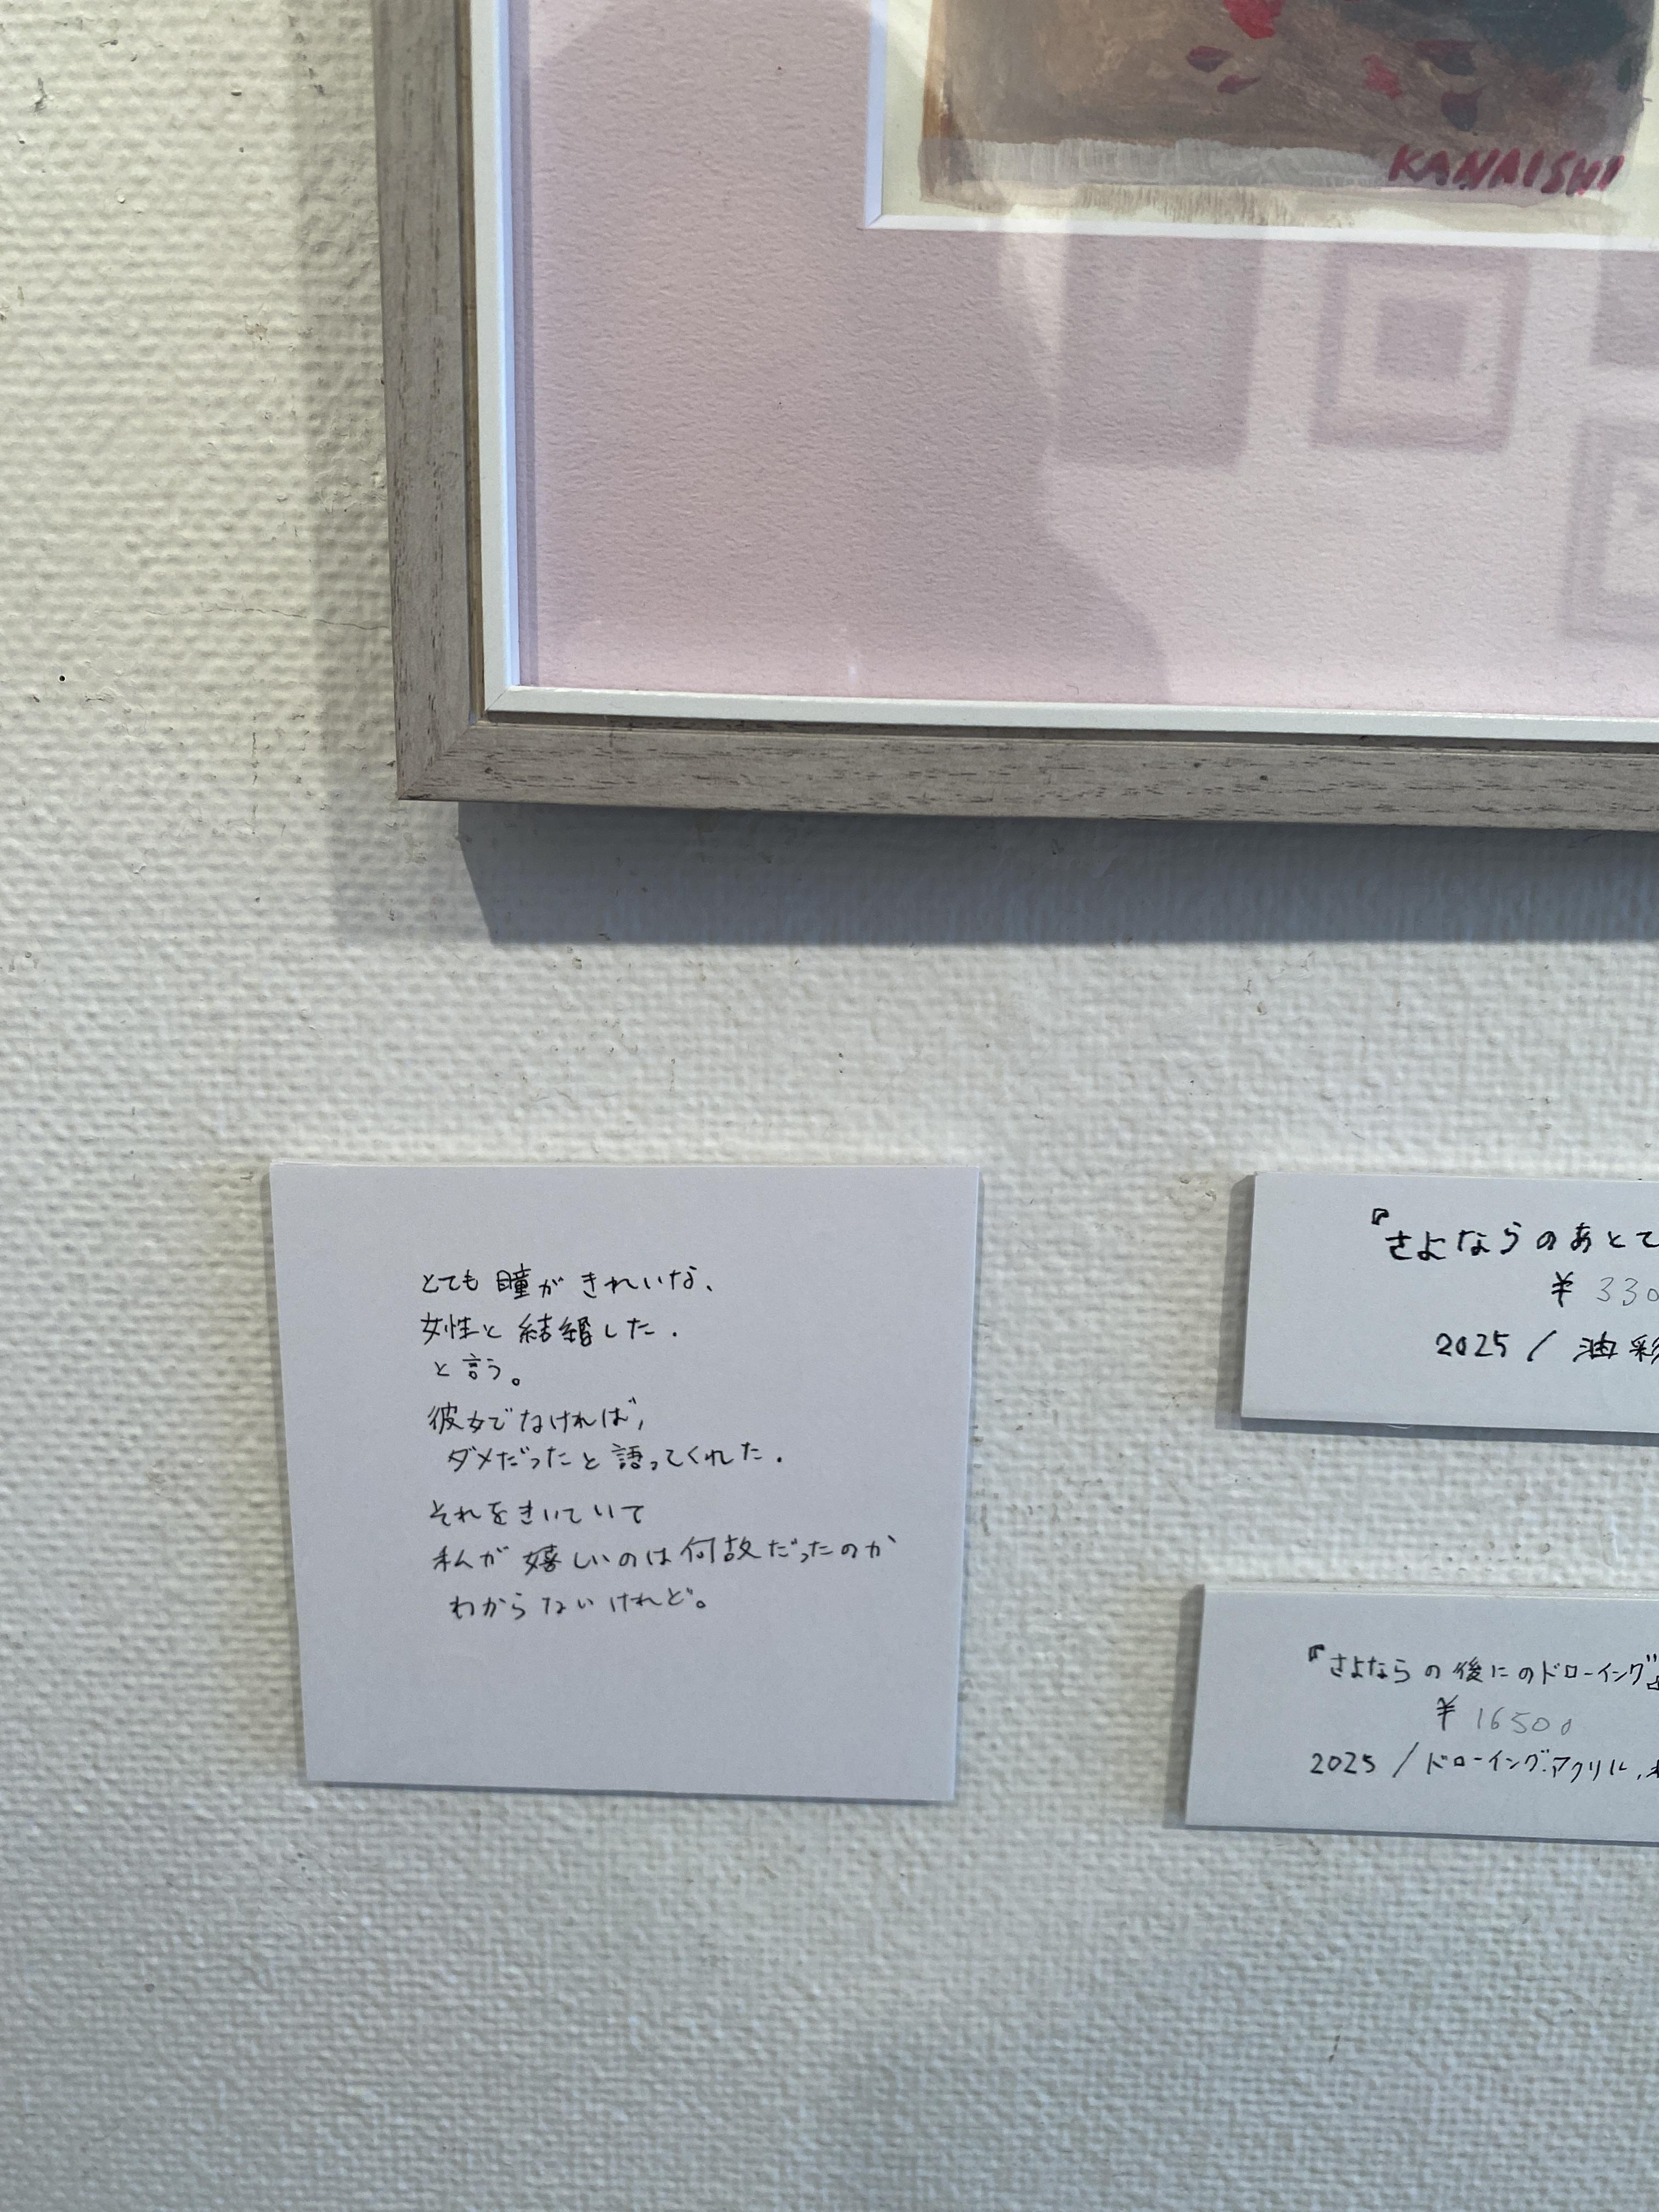 KANAISHI
とても瞳がきれいな、
女性と結婚した.
と言う。
彼女でなければ,
ダメだったと語ってくれた.
それをきいていて
私が嬉しいのは何故だったのか
わからないけれど。
『さよならのあとで
¥ 330
2025 / 油彩
『さよならの後にのドローイング』
¥ 16500
2025 / ドローイング.アクリル,